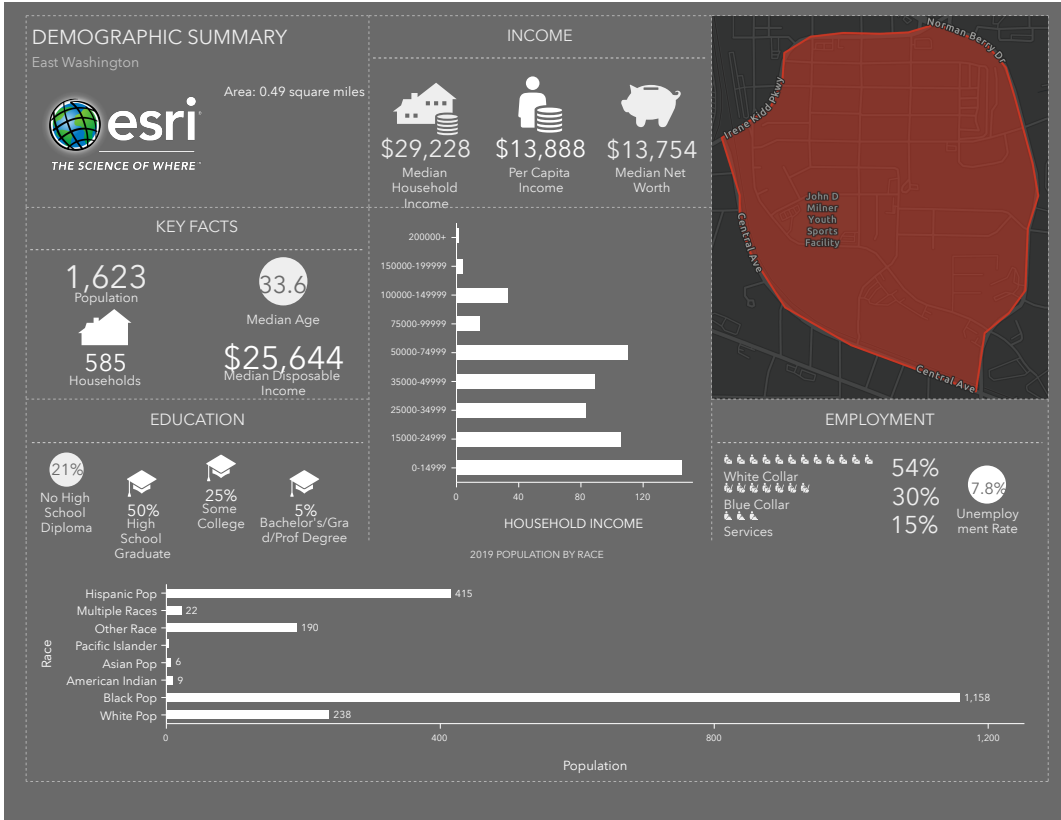 DEMOGRAPHIC SUMMARY
East Washington
Area: 0.49 square miles
esri
THE SCIENCE OF WHERE™
INCOME
$29,228
Median
Household
Income
$13,888
Per Capita
Income
$13,754
Median Net
Worth
Norman Berry Dr
Irene Kidd Pkwy
John D
Milner
Youth
Sports
Facility
Central Ave
Central Ave
KEY FACTS
1,623
Population
33.6
Median Age
585
Households
$25,644
Median Disposable
Income
200000+
150000-199999
100000-149999
75000-99999
50000-74999
35000-49999
25000-34999
15000-24999
0-14999
0
40
80
120
HOUSEHOLD INCOME
EDUCATION
21%
No High
School
Diploma
50%
High
School
Graduate
25%
Some
College
5%
Bachelor's/Gra
d/Prof Degree
EMPLOYMENT
White Collar
54%
Blue Collar
30%
Services
15%
7.8%
Unemploy
ment Rate
2019 POPULATION BY RACE
Race
Hispanic Pop
415
Multiple Races
22
Other Race
190
Pacific Islander
Asian Pop
6
American Indian
9
Black Pop
1,158
White Pop
238
0
400
800
1,200
Population